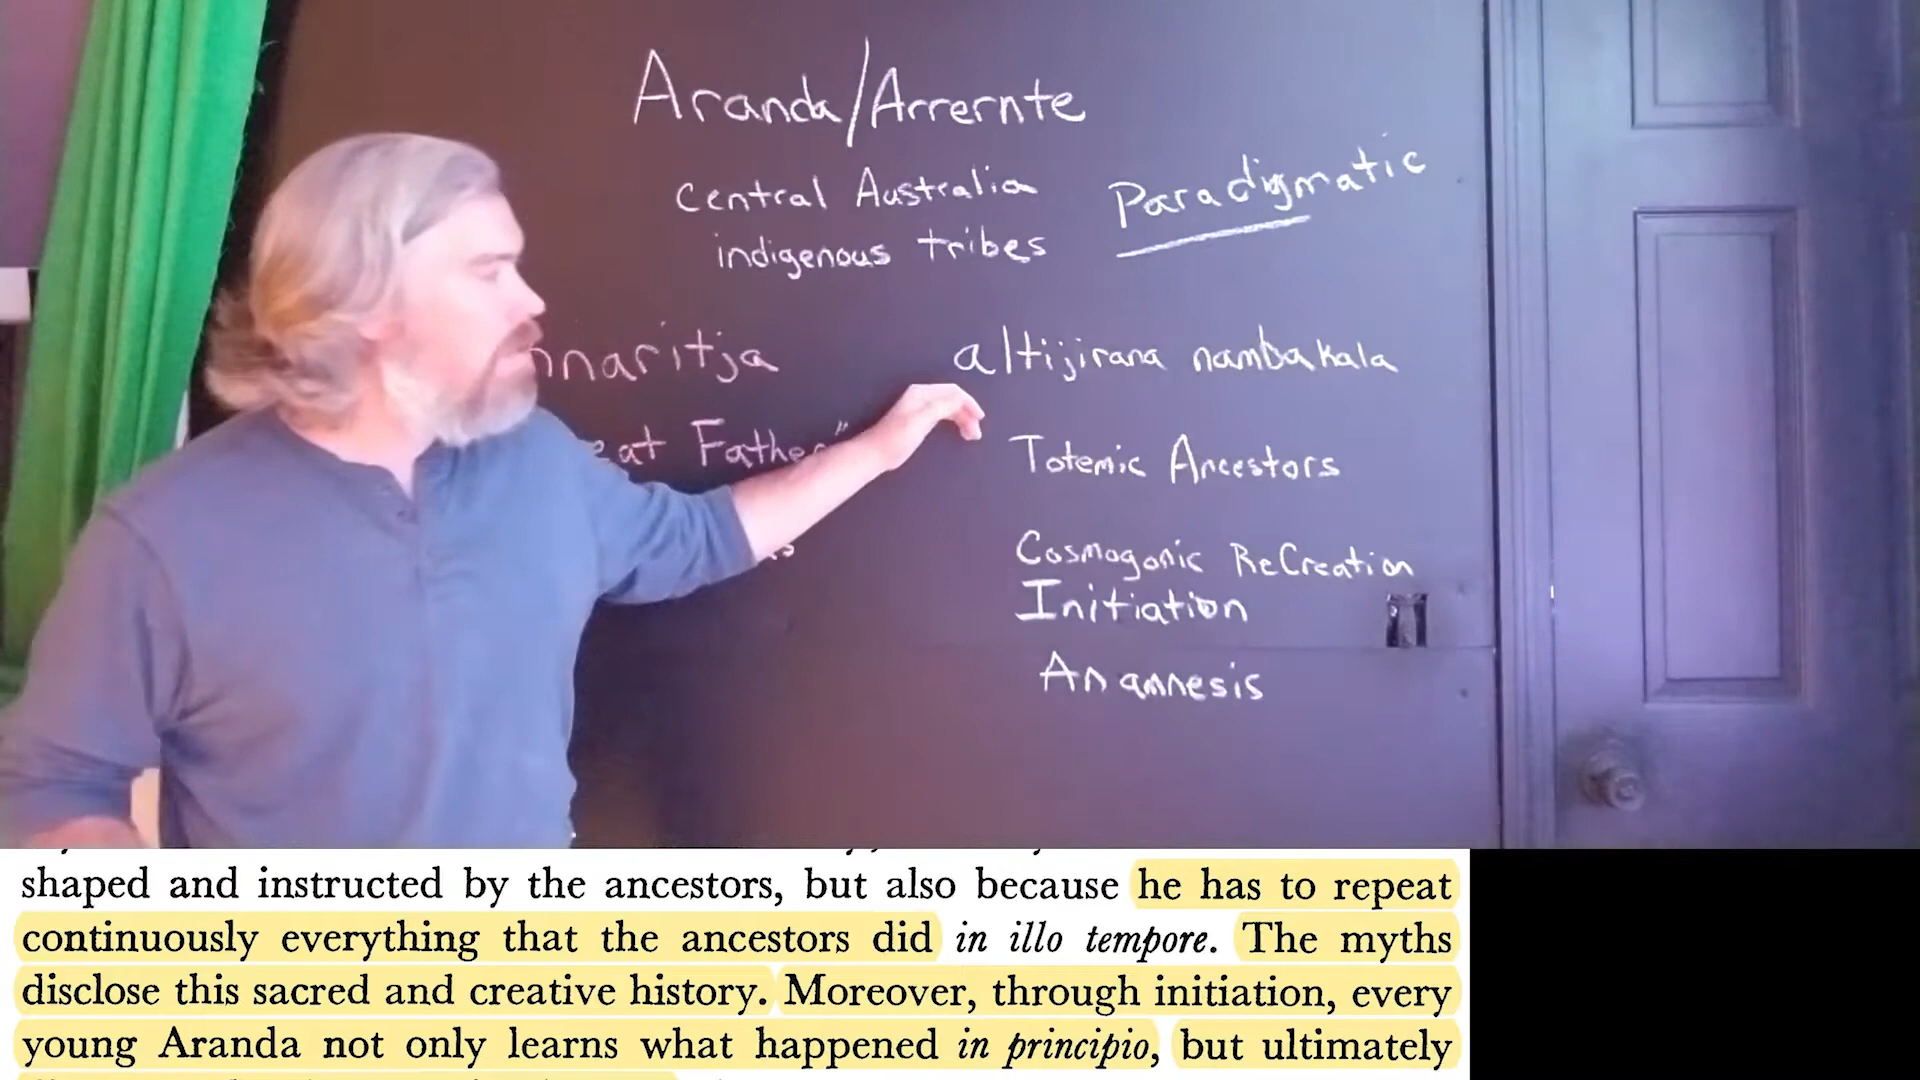 Aranda/Arrernte
Central Australia
indigenous tribes
Paradigmatic
altijirana nambakala
eat Father"
Totemic Ancestors
Cosmogonic ReCreation
Initiation
Anamnesis
shaped and instructed by the ancestors, but also because he has to repeat
continuously everything that the ancestors did in illo tempore. The myths
disclose this sacred and creative history. Moreover, through initiation, every
young Aranda not only learns what happened in principio, but ultimately